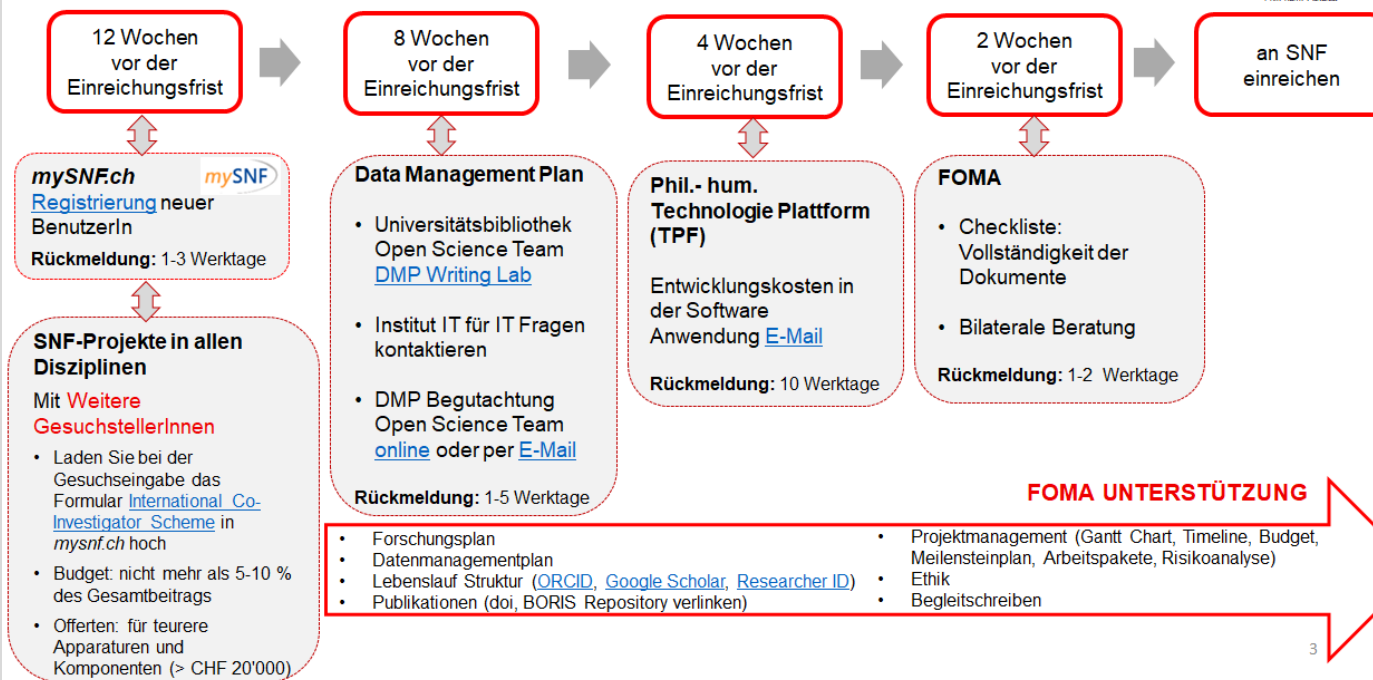 12 Wochen
vor der
Einreichungsfrist
8 Wochen
vor der
Einreichungsfrist
4 Wochen
vor der
Einreichungsfrist
2 Wochen
vor der
Einreichungsfrist
an SNF
einreichen
mySNF.ch
mySNF
Registrierung neuer
BenutzerIn
Rückmeldung: 1-3 Werktage
SNF-Projekte in allen
Disziplinen
Mit Weitere
GesuchstellerInnen
• Laden Sie bei der
Gesuchseingabe das
Formular International Co-
Investigator Scheme in
mysnf.ch hoch
• Budget: nicht mehr als 5-10 %
des Gesamtbeitrags
• Offerten: für teurere
Apparaturen und
Komponenten (> CHF 20'000)
Data Management Plan
• Universitätsbibliothek
Open Science Team
DMP Writing Lab
• Institut IT für IT Fragen
kontaktieren
• DMP Begutachtung
Open Science Team
online oder per E-Mail
Rückmeldung: 1-5 Werktage
Phil.- hum.
Technologie Plattform
(TPF)
Entwicklungskosten in
der Software
Anwendung E-Mail
Rückmeldung: 10 Werktage
FOMA
• Checkliste:
Vollständigkeit der
Dokumente
• Bilaterale Beratung
Rückmeldung: 1-2 Werktage
FOMA UNTERSTÜTZUNG
• Forschungsplan
• Datenmanagementplan
• Lebenslauf Struktur (ORCID, Google Scholar, Researcher ID)
• Publikationen (doi, BORIS Repository verlinken)
• Projektmanagement (Gantt Chart, Timeline, Budget,
Meilensteinplan, Arbeitspakete, Risikoanalyse)
• Ethik
• Begleitschreiben
3